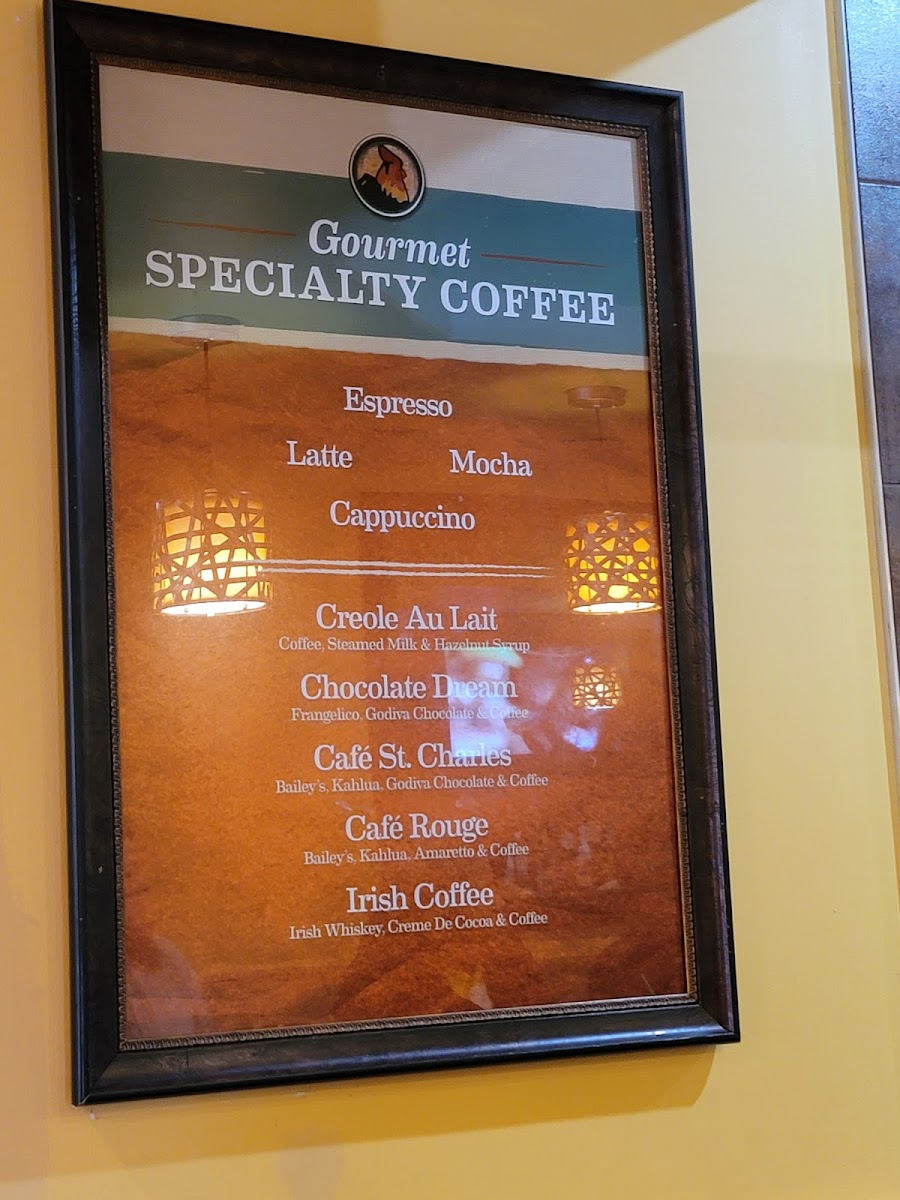 Gourmet
SPECIALTY COFFEE
Espresso
Latte Mocha
Cappuccino
Creole Au Lait
Coffee, Steamed Milk & Hazelnut Syrup
Chocolate Dream
Frangelico, Godiva Chocolate & Coffee
Café St. Charles
Bailey's, Kahlua, Godiva Chocolate & Coffee
Café Rouge
Bailey's, Kahlua, Amaretto & Coffee
Irish Coffee
Irish Whiskey, Creme De Cocoa & Coffee